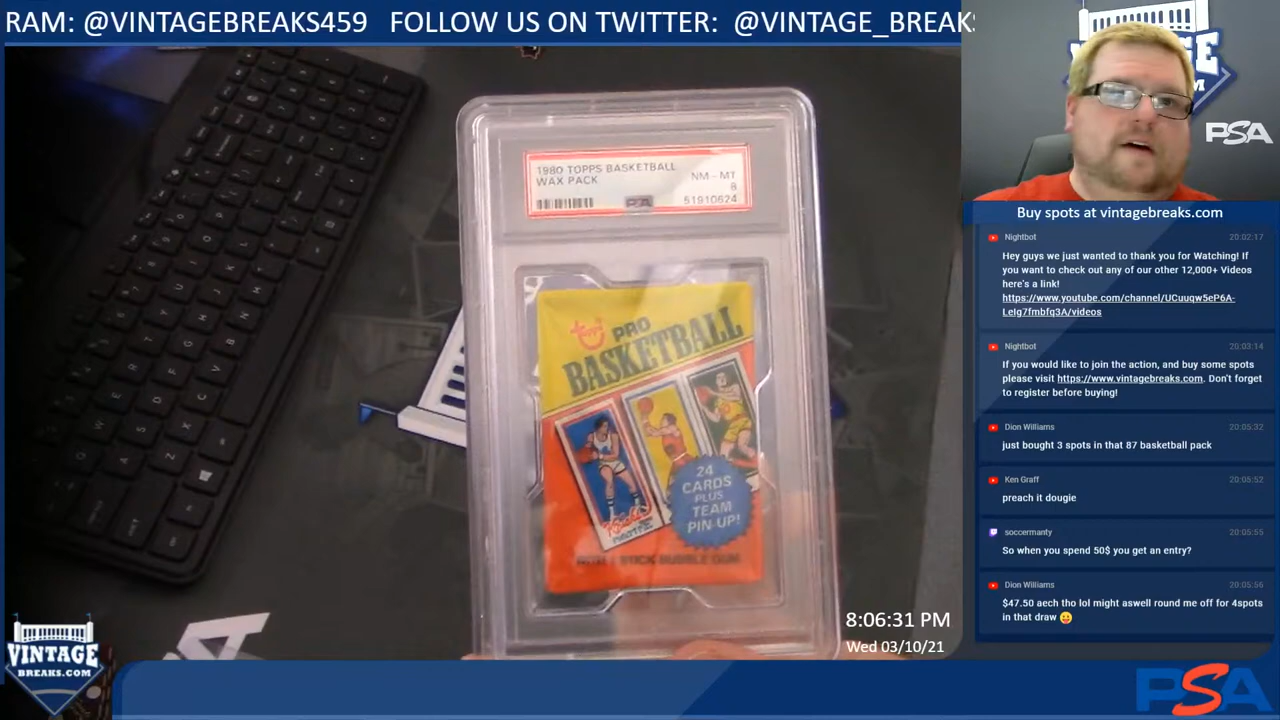 RAM: @VINTAGEBREAKS459 FOLLOW US ON TWITTER: @VINTAGE_BREAKS
PSA
Buy spots at vintagebreaks.com
Nightbot 20:02:17
Hey guys we just wanted to thank you for Watching! If
you want to check out any of our other 12,000+ Videos
here's a link!
https://www.youtube.com/channel/UCuuqw5eP6A-
LeIg7fmbfq3A/videos
Nightbot 20:03:14
If you would like to join the action, and buy some spots
please visit https://www.vintagebreaks.com. Don't forget
to register before buying!
Dion Williams 20:05:32
just bought 3 spots in that 87 basketball pack
Ken Graff 20:05:52
preach it dougie
soccermanty 20:05:55
So when you spend 50$ you get an entry?
Dion Williams 20:05:56
$47.50 aech tho lol might aswell round me off for 4spots
in that draw 😛
1980 TOPPS BASKETBALL
WAX PACK
NM - MT
8
PSA
51910624
topps
PRO
BASKETBALL
24
CARDS
PLUS
TEAM
PIN-UP!
STICK BUBBLE GUM
8:06:31 PM
Wed 03/10/21
VINTAGE
BREAKS.COM
PSA